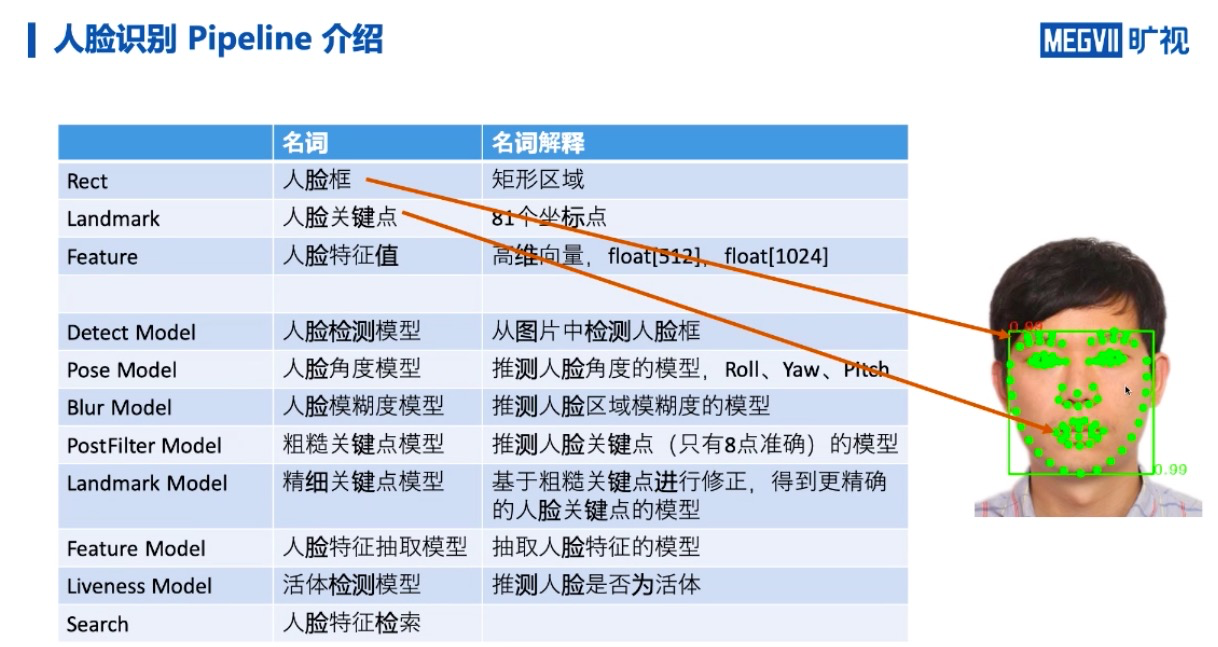 人脸识别 Pipeline 介绍
MEGVII 旷视
名词 名词解释
Rect 人脸框 矩形区域
Landmark 人脸关键点 81个坐标点
Feature 人脸特征值 高维向量，float[512]，float[1024]
Detect Model 人脸检测模型 从图片中检测人脸框
Pose Model 人脸角度模型 推测人脸角度的模型，Roll、Yaw、Pitch
Blur Model 人脸模糊度模型 推测人脸区域模糊度的模型
PostFilter Model 粗糙关键点模型 推测人脸关键点（只有8点准确）的模型
Landmark Model 精细关键点模型 基于粗糙关键点进行修正，得到更精确
的人脸关键点的模型
Feature Model 人脸特征抽取模型 抽取人脸特征的模型
Liveness Model 活体检测模型 推测人脸是否为活体
Search 人脸特征检索
0.99